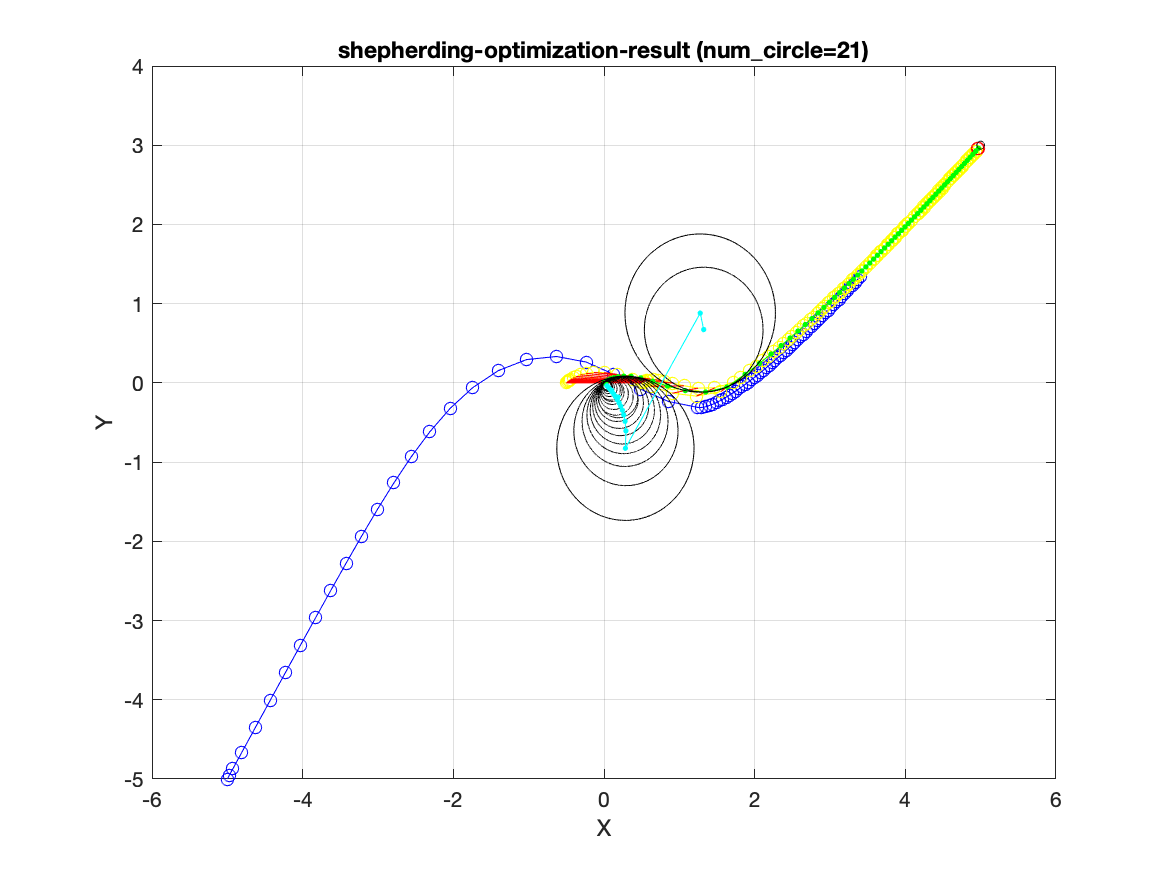 shepherding-optimization-result (num_circle=21)
4
3
2
1
0
-1
-2
-3
-4
-5
Y
-6 -4 -2 0 2 4 6
X